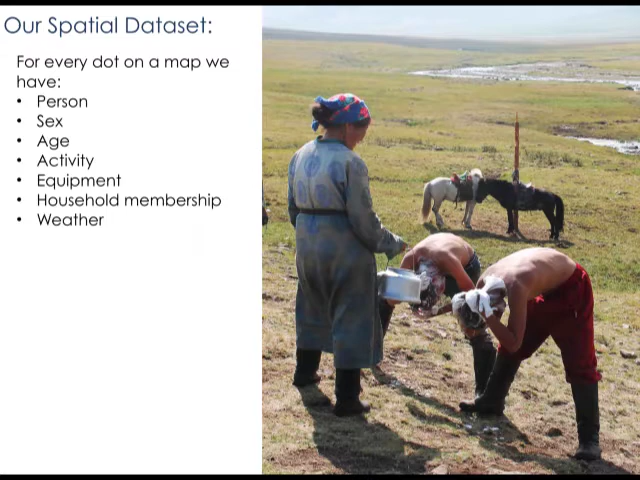 Our Spatial Dataset:
For every dot on a map we
have:
• Person
• Sex
• Age
• Activity
• Equipment
• Household membership
• Weather